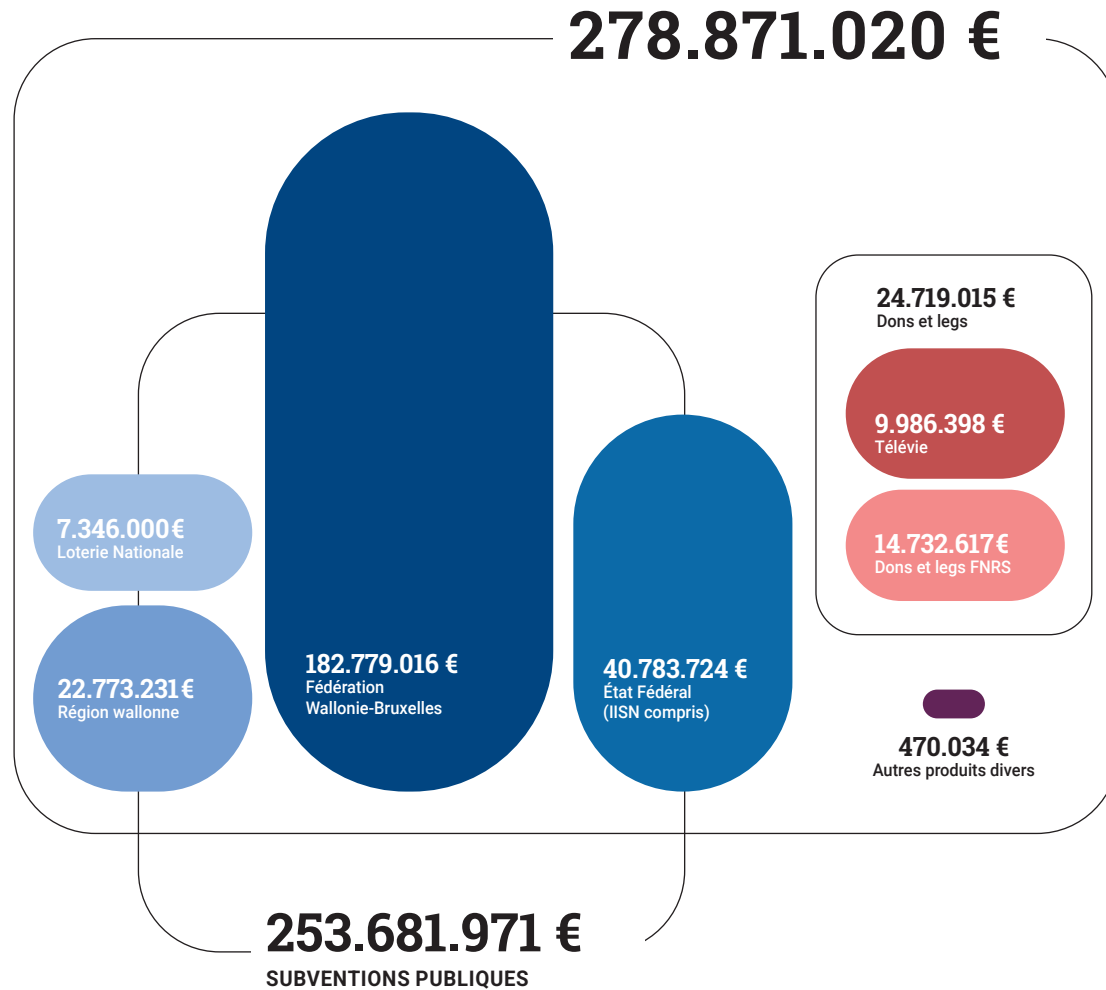 278.871.020 €
24.719.015 €
Dons et legs
9.986.398 €
Télévie
7.346.000 €
Loterie Nationale
14.732.617 €
Dons et legs FNRS
22.773.231 €
Région wallonne
182.779.016 €
Fédération
Wallonie-Bruxelles
40.783.724 €
État Fédéral
(IISN compris)
470.034 €
Autres produits divers
253.681.971 €
SUBVENTIONS PUBLIQUES